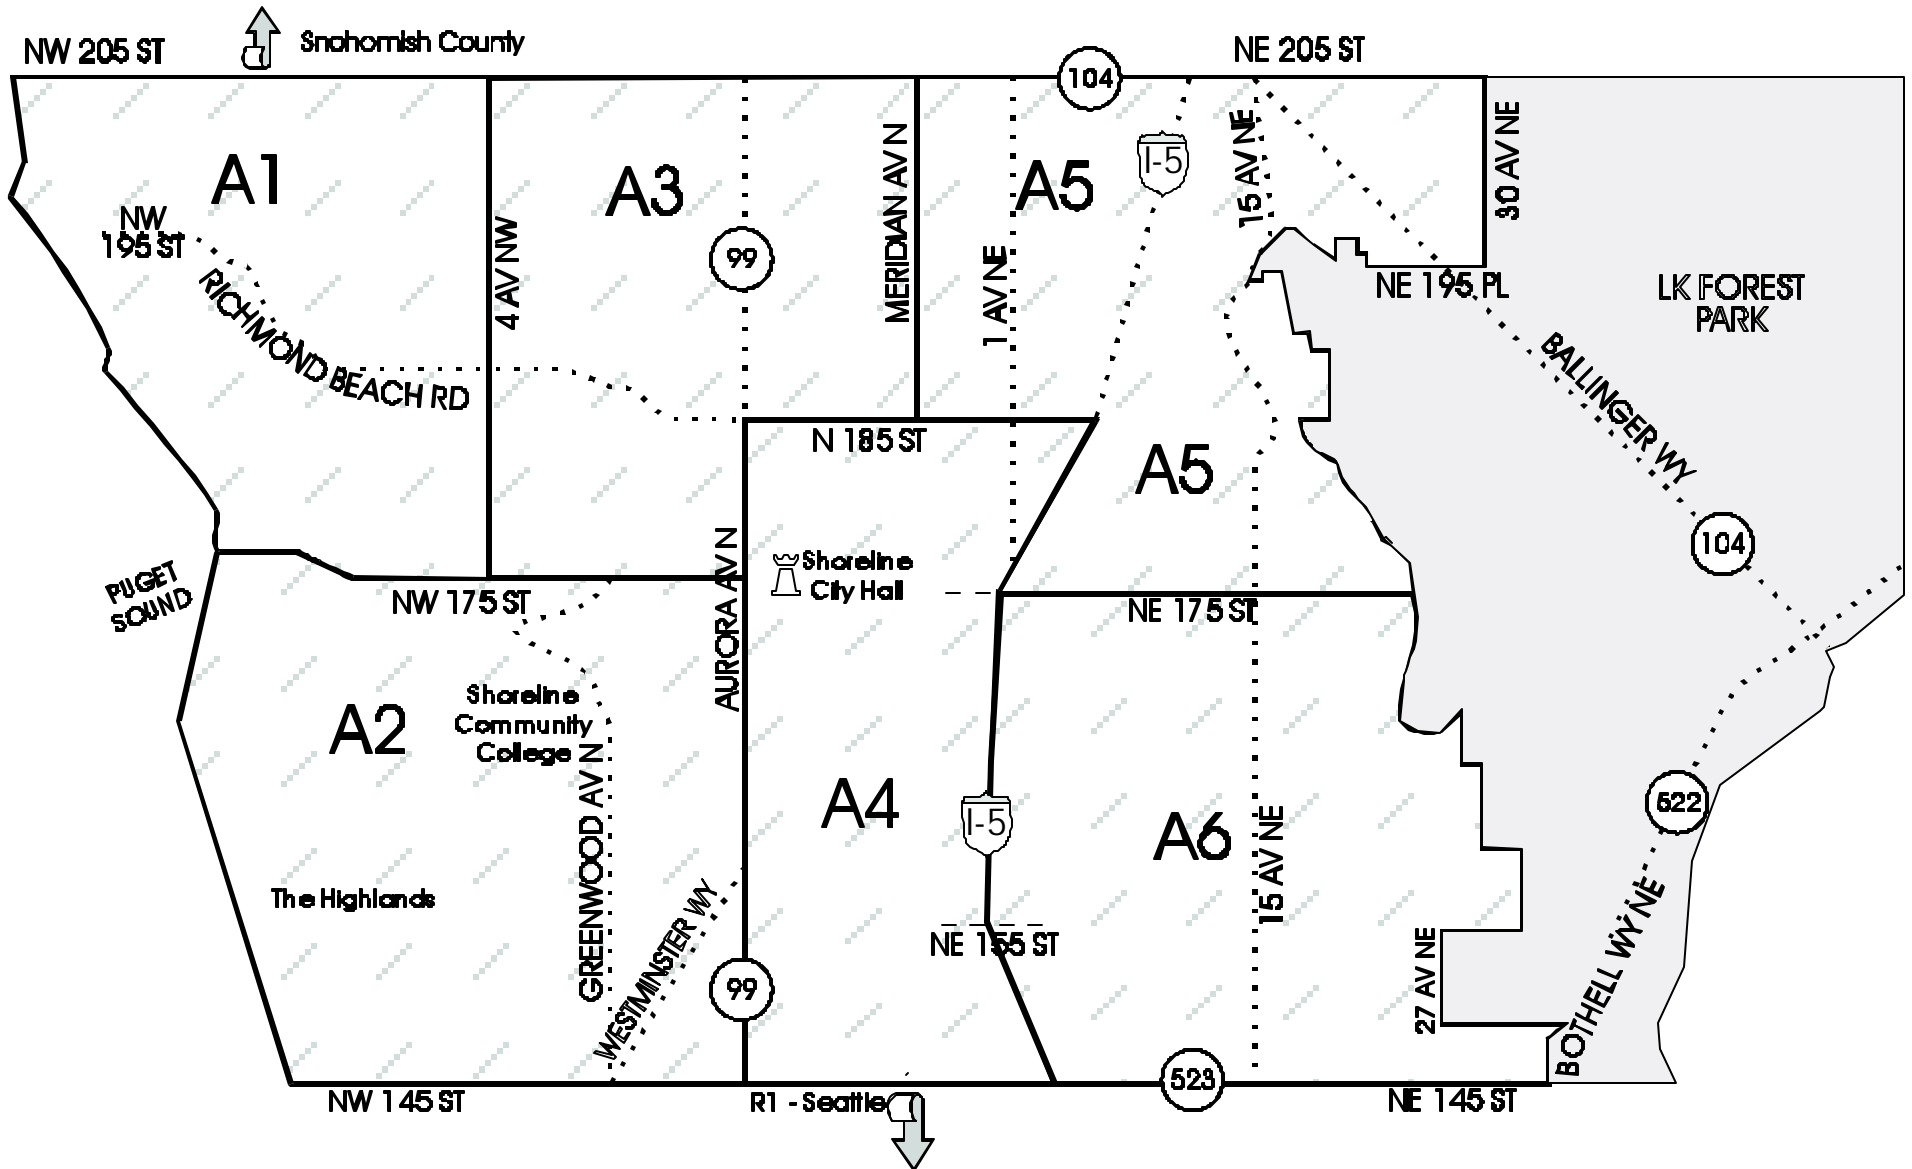 NW 205 ST
Snohomish County
NE 205 ST
104
A1
A3
A5
I-5
15 AV NE
30 AV NE
MERIDIAN AV N
NW
195 ST
4 AV NW
99
1 AV NE
RICHMOND BEACH RD
NE 195 PL
LK FOREST
PARK
BALLINGER WY
N 185 ST
A5
104
AURORA AV N
Shoreline
City Hall
PUGET
SOUND
NW 175 ST
NE 175 ST
A2
Shoreline
Community
College
GREENWOOD AV N
A4
I-5
A6
15 AV NE
522
The Highlands
WESTMINSTER WY
NE 155 ST
99
27 AV NE
BOTHELL WY NE
523
NW 145 ST
R1 - Seattle
NE 145 ST